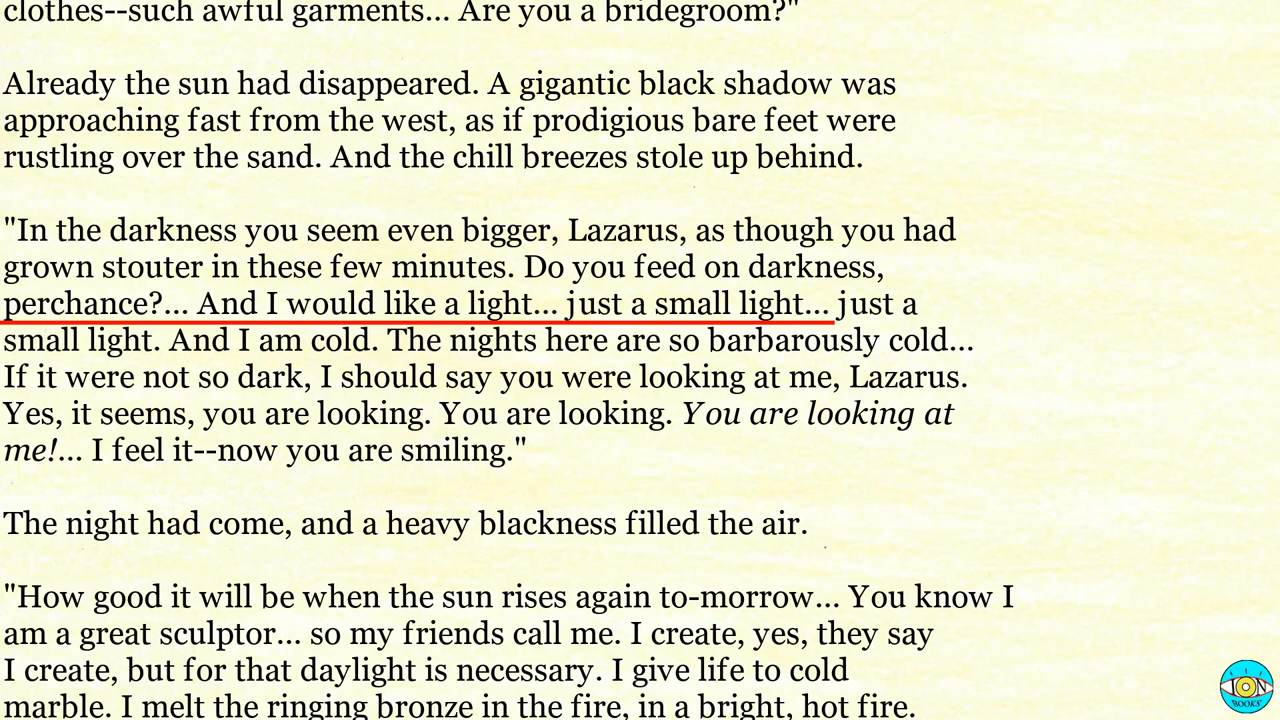 clothes--such awful garments... Are you a bridegroom?"
Already the sun had disappeared. A gigantic black shadow was
approaching fast from the west, as if prodigious bare feet were
rustling over the sand. And the chill breezes stole up behind.
"In the darkness you seem even bigger, Lazarus, as though you had
grown stouter in these few minutes. Do you feed on darkness,
perchance?... And I would like a light... just a small light... just a
small light. And I am cold. The nights here are so barbarously cold...
If it were not so dark, I should say you were looking at me, Lazarus.
Yes, it seems, you are looking. You are looking. You are looking at
me!... I feel it--now you are smiling."
The night had come, and a heavy blackness filled the air.
"How good it will be when the sun rises again to-morrow... You know I
am a great sculptor... so my friends call me. I create, yes, they say
I create, but for that daylight is necessary. I give life to cold
marble. I melt the ringing bronze in the fire, in a bright, hot fire.
ION
BOOKS